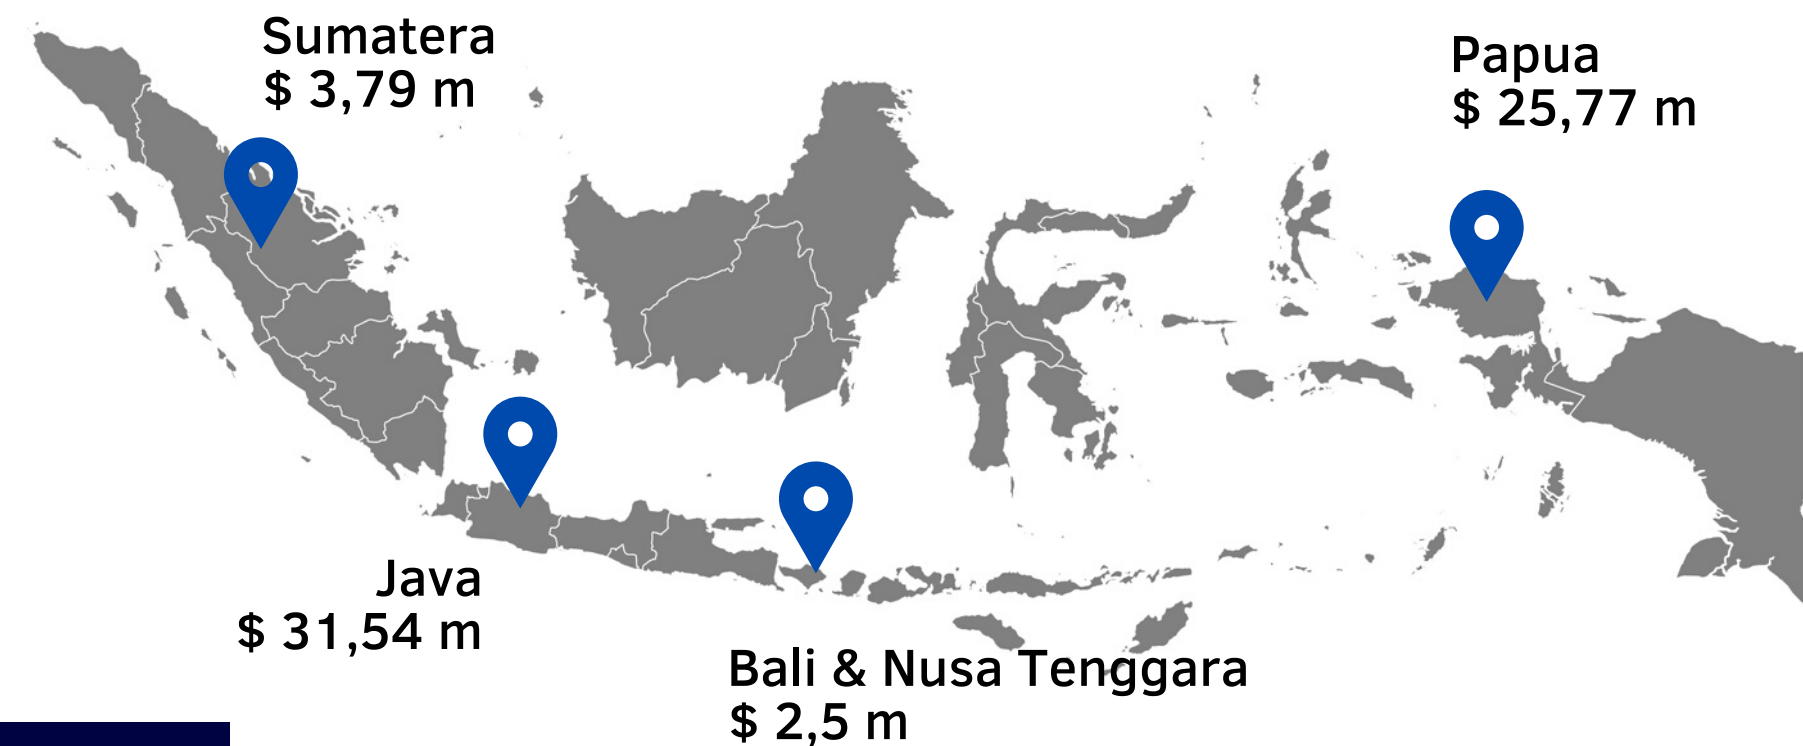 Sumatera
$ 3,79 m
Papua
$ 25,77 m
Java
$ 31,54 m
Bali & Nusa Tenggara
$ 2,5 m